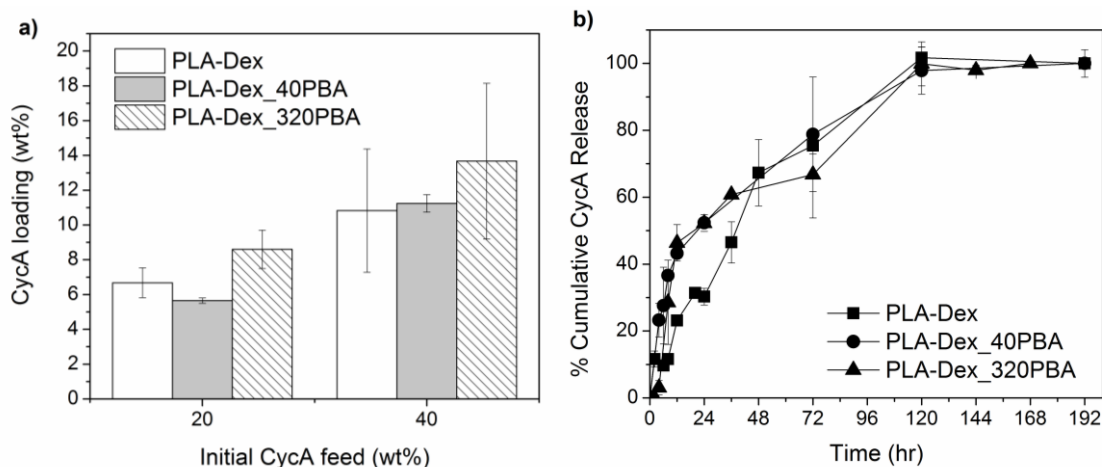 a)
CycA loading (wt%)
20
18
16
14
12
10
8
6
4
2
0
PLA-Dex
PLA-Dex_40PBA
PLA-Dex_320PBA
20
40
Initial CycA feed (wt%)
b)
% Cumulative CycA Release
100
80
60
40
20
0
PLA-Dex
PLA-Dex_40PBA
PLA-Dex_320PBA
0 24 48 72 96 120 144 168 192
Time (hr)